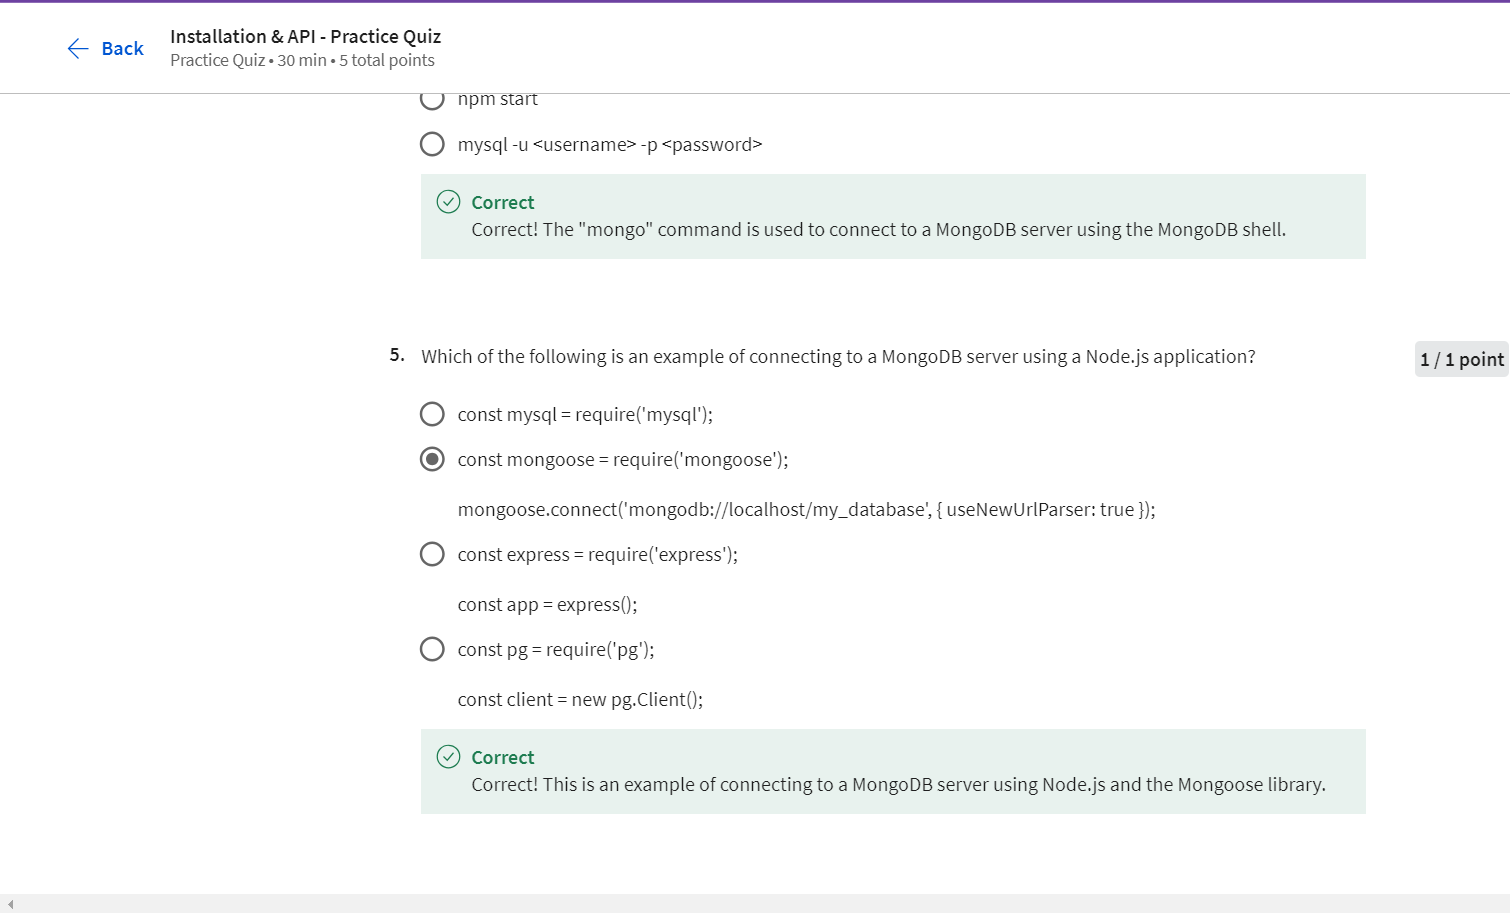 Back
Installation & API - Practice Quiz
Practice Quiz • 30 min • 5 total points
npm start
mysql -u <username> -p <password>
Correct
Correct! The "mongo" command is used to connect to a MongoDB server using the MongoDB shell.
5. Which of the following is an example of connecting to a MongoDB server using a Node.js application?
1 / 1 point
const mysql = require('mysql');
const mongoose = require('mongoose');
mongoose.connect('mongodb://localhost/my_database', { useNewUrlParser: true });
const express = require('express');
const app = express();
const pg = require('pg');
const client = new pg.Client();
Correct
Correct! This is an example of connecting to a MongoDB server using Node.js and the Mongoose library.